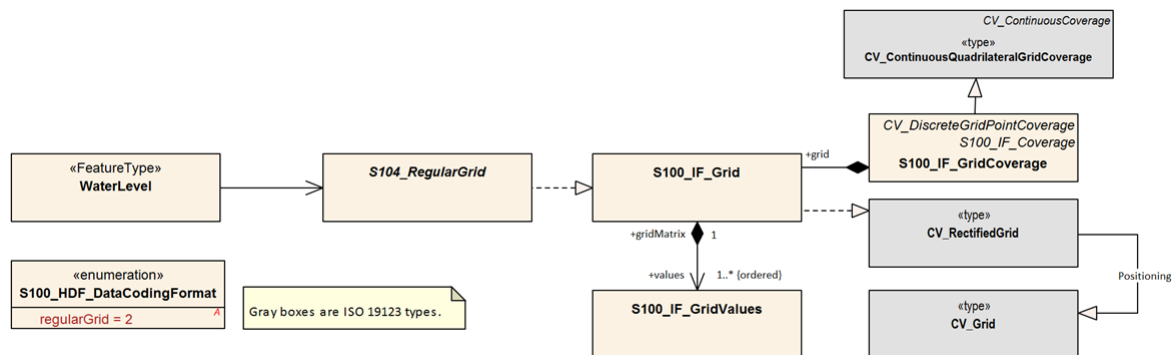 CV_ContinuousCoverage
«type»
CV_ContinuousQuadrilateralGridCoverage
CV_DiscreteGridPointCoverage
S100_IF_Coverage
S100_IF_GridCoverage
«FeatureType»
WaterLevel
S104_RegularGrid
S100_IF_Grid
+grid
«type»
CV_RectifiedGrid
+gridMatrix
1
+values
1..* {ordered}
Positioning
«enumeration»
S100_HDF_DataCodingFormat
regularGrid = 2
A
Gray boxes are ISO 19123 types.
S100_IF_GridValues
«type»
CV_Grid